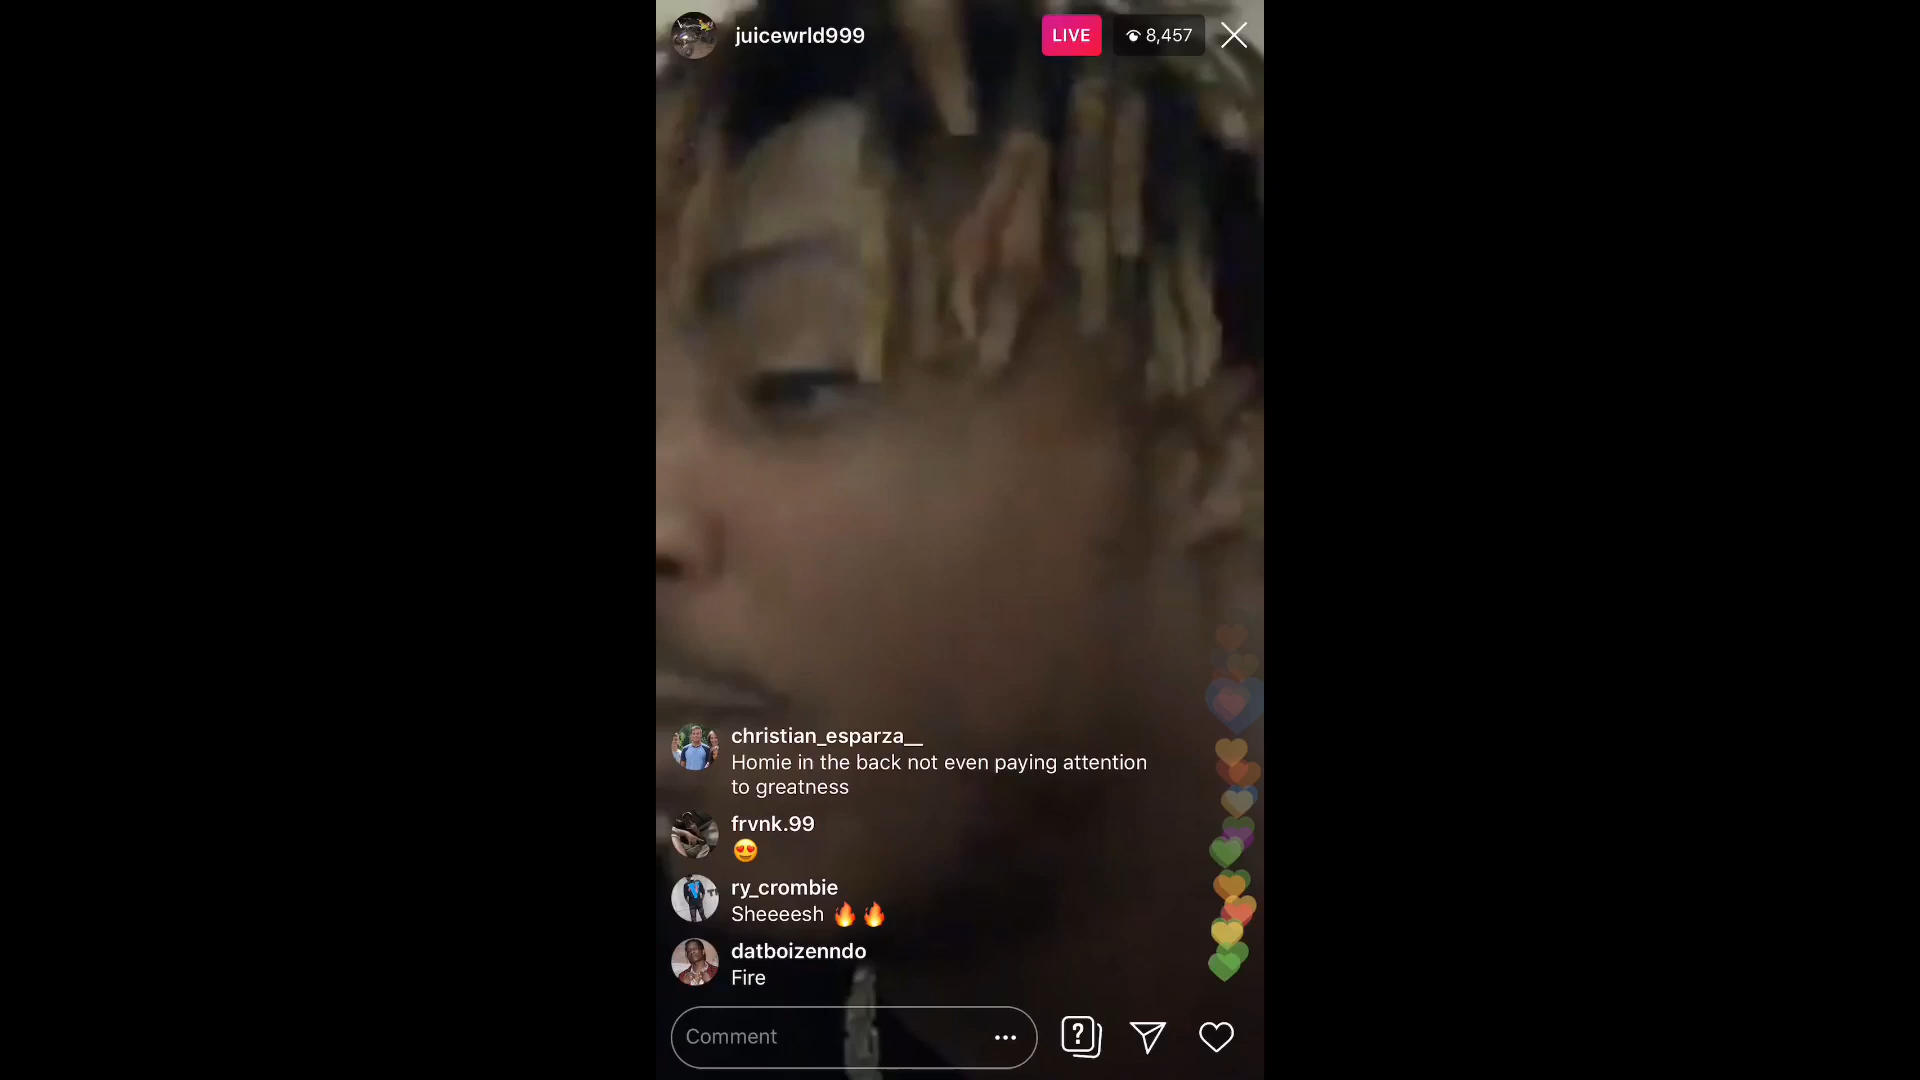 juicewrld999
LIVE
8,457
christian_esparza__
Homie in the back not even paying attention
to greatness
frvnk.99
😍
ry_crombie
Sheeeesh 🔥🔥
datboizenndo
Fire
Comment